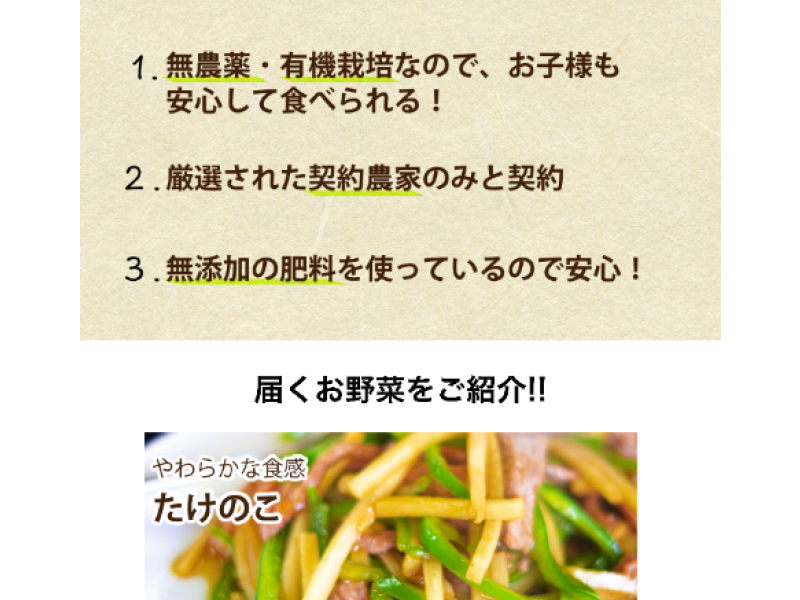 1. 無農薬・有機栽培なので、お子様も
安心して食べられる！
2. 厳選された契約農家のみと契約
3. 無添加の肥料を使っているので安心！
届くお野菜をご紹介!!
やわらかな食感
たけのこ